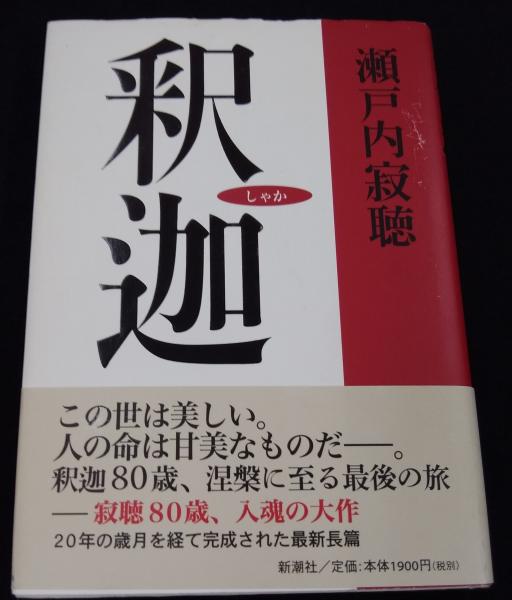 瀬戸内寂聴
釈迦
しゃか
この世は美しい。
人の命は甘美なものだ──。
釈迦80歳、涅槃に至る最後の旅
──寂聴80歳、入魂の大作
20年の歳月を経て完成された最新長篇
新潮社/定価:本体1900円(税別)